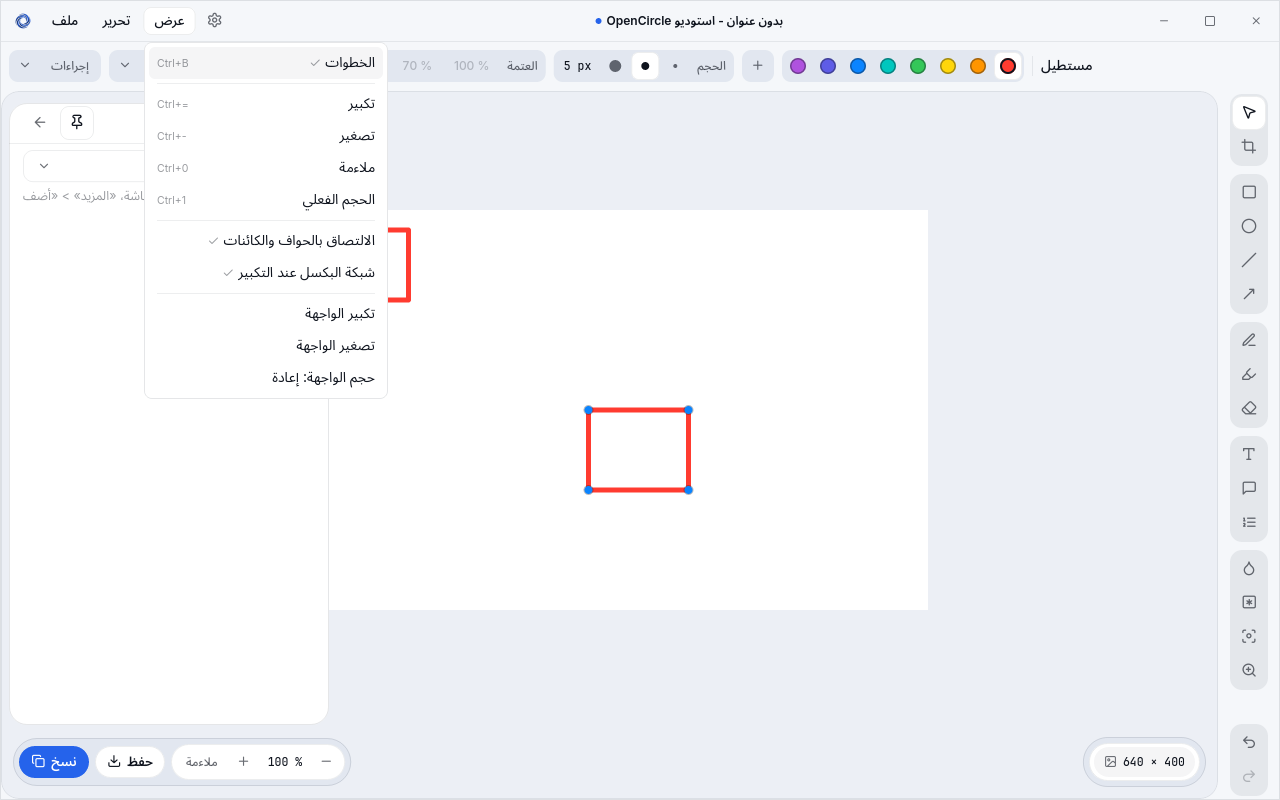 بدون عنوان - استوديو OpenCircle
ملف
تحرير
عرض
مستطيل
الحجم
5 px
العتمة
100 %
70 %
إجراءات
الخطوات
Ctrl+B
تكبير
Ctrl+=
تصغير
Ctrl+-
ملاءمة
Ctrl+0
الحجم الفعلي
Ctrl+1
الالتصاق بالحواف والكائنات
شبكة البكسل عند التكبير
تكبير الواجهة
تصغير الواجهة
حجم الواجهة: إعادة
«المزيد» > «أضف
640 × 400
100 %
ملاءمة
حفظ
نسخ